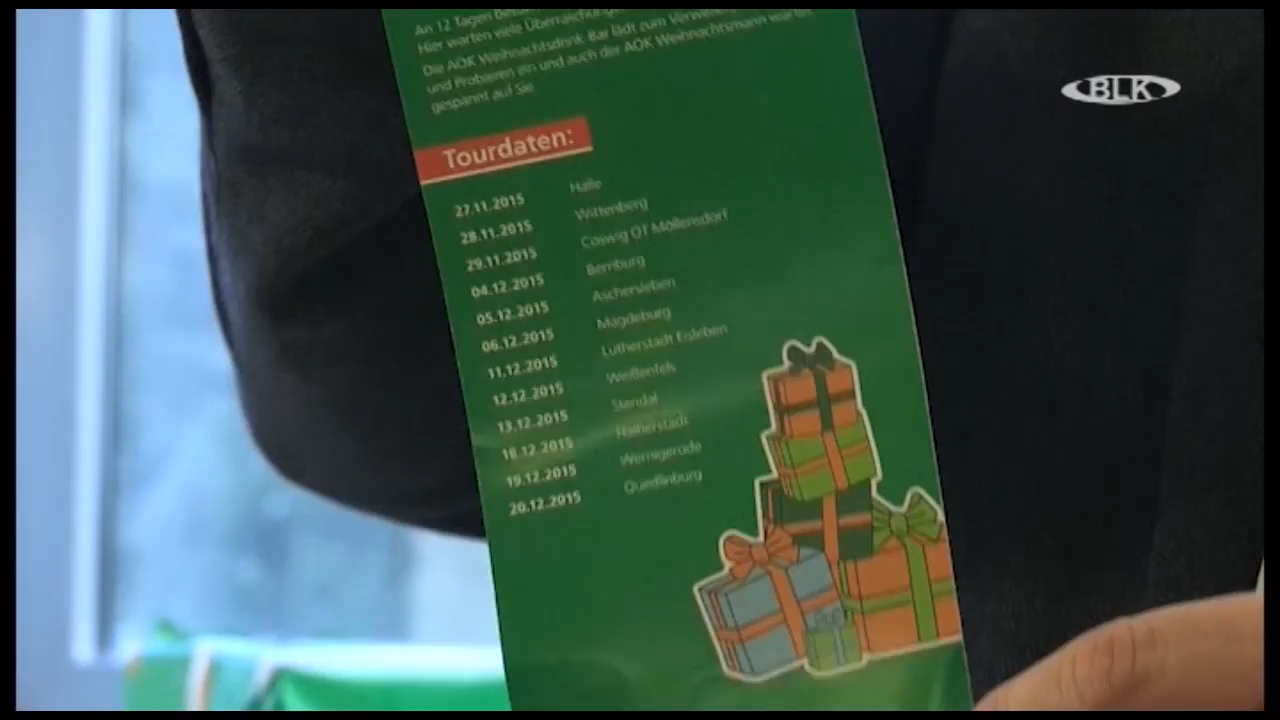 An 12 Tagen
Hier warten viele Überraschungen
Die AOK Weihnachtsdrink Bar lädt zum Verweilen
und Probieren ein und auch der AOK Weihnachtsmann wartet
gespannt auf Sie
BLK
Tourdaten:
27.11.2015 Halle
28.11.2015 Wittenberg
29.11.2015 Coswig OT Möllensdorf
04.12.2015 Bernburg
05.12.2015 Aschersleben
06.12.2015 Magdeburg
11.12.2015 Lutherstadt Eisleben
12.12.2015 Weißenfels
13.12.2015 Stendal
18.12.2015 Halberstadt
19.12.2015 Wernigerode
20.12.2015 Quedlinburg